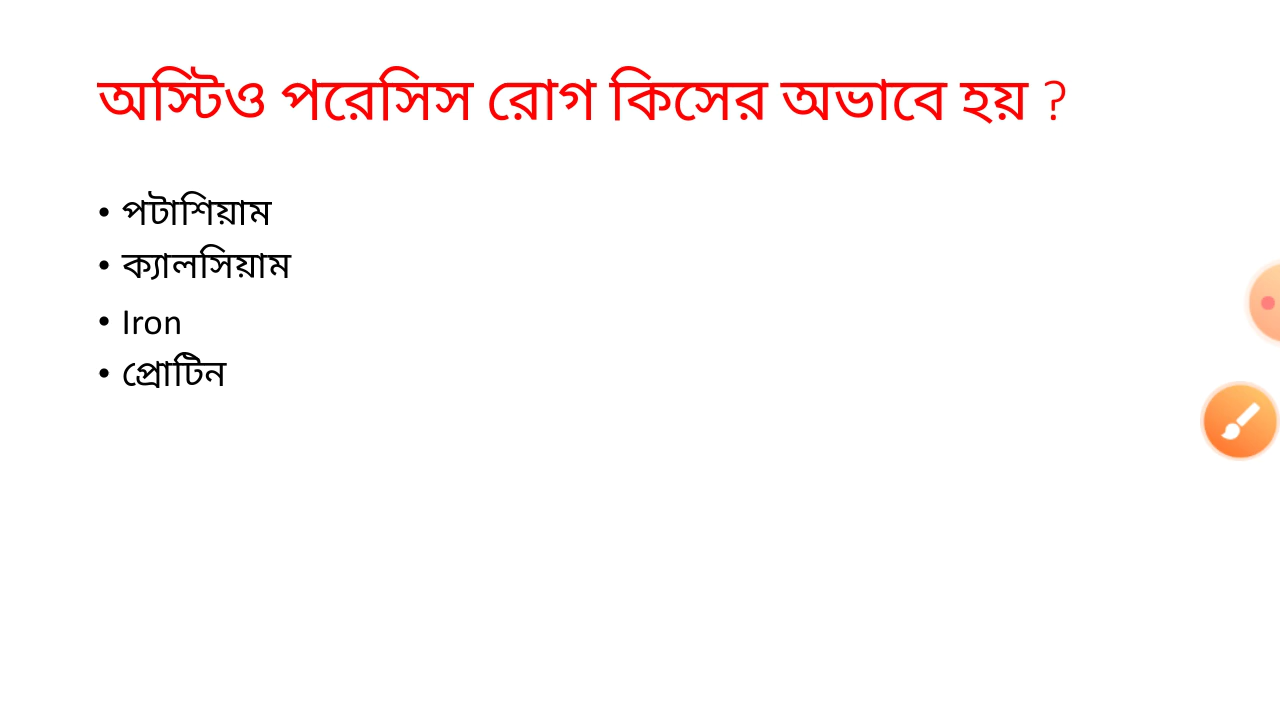 অস্টিও পরেসিস রোগ কিসের অভাবে হয় ?
• পটাশিয়াম
• ক্যালসিয়াম
• Iron
• প্রোটিন